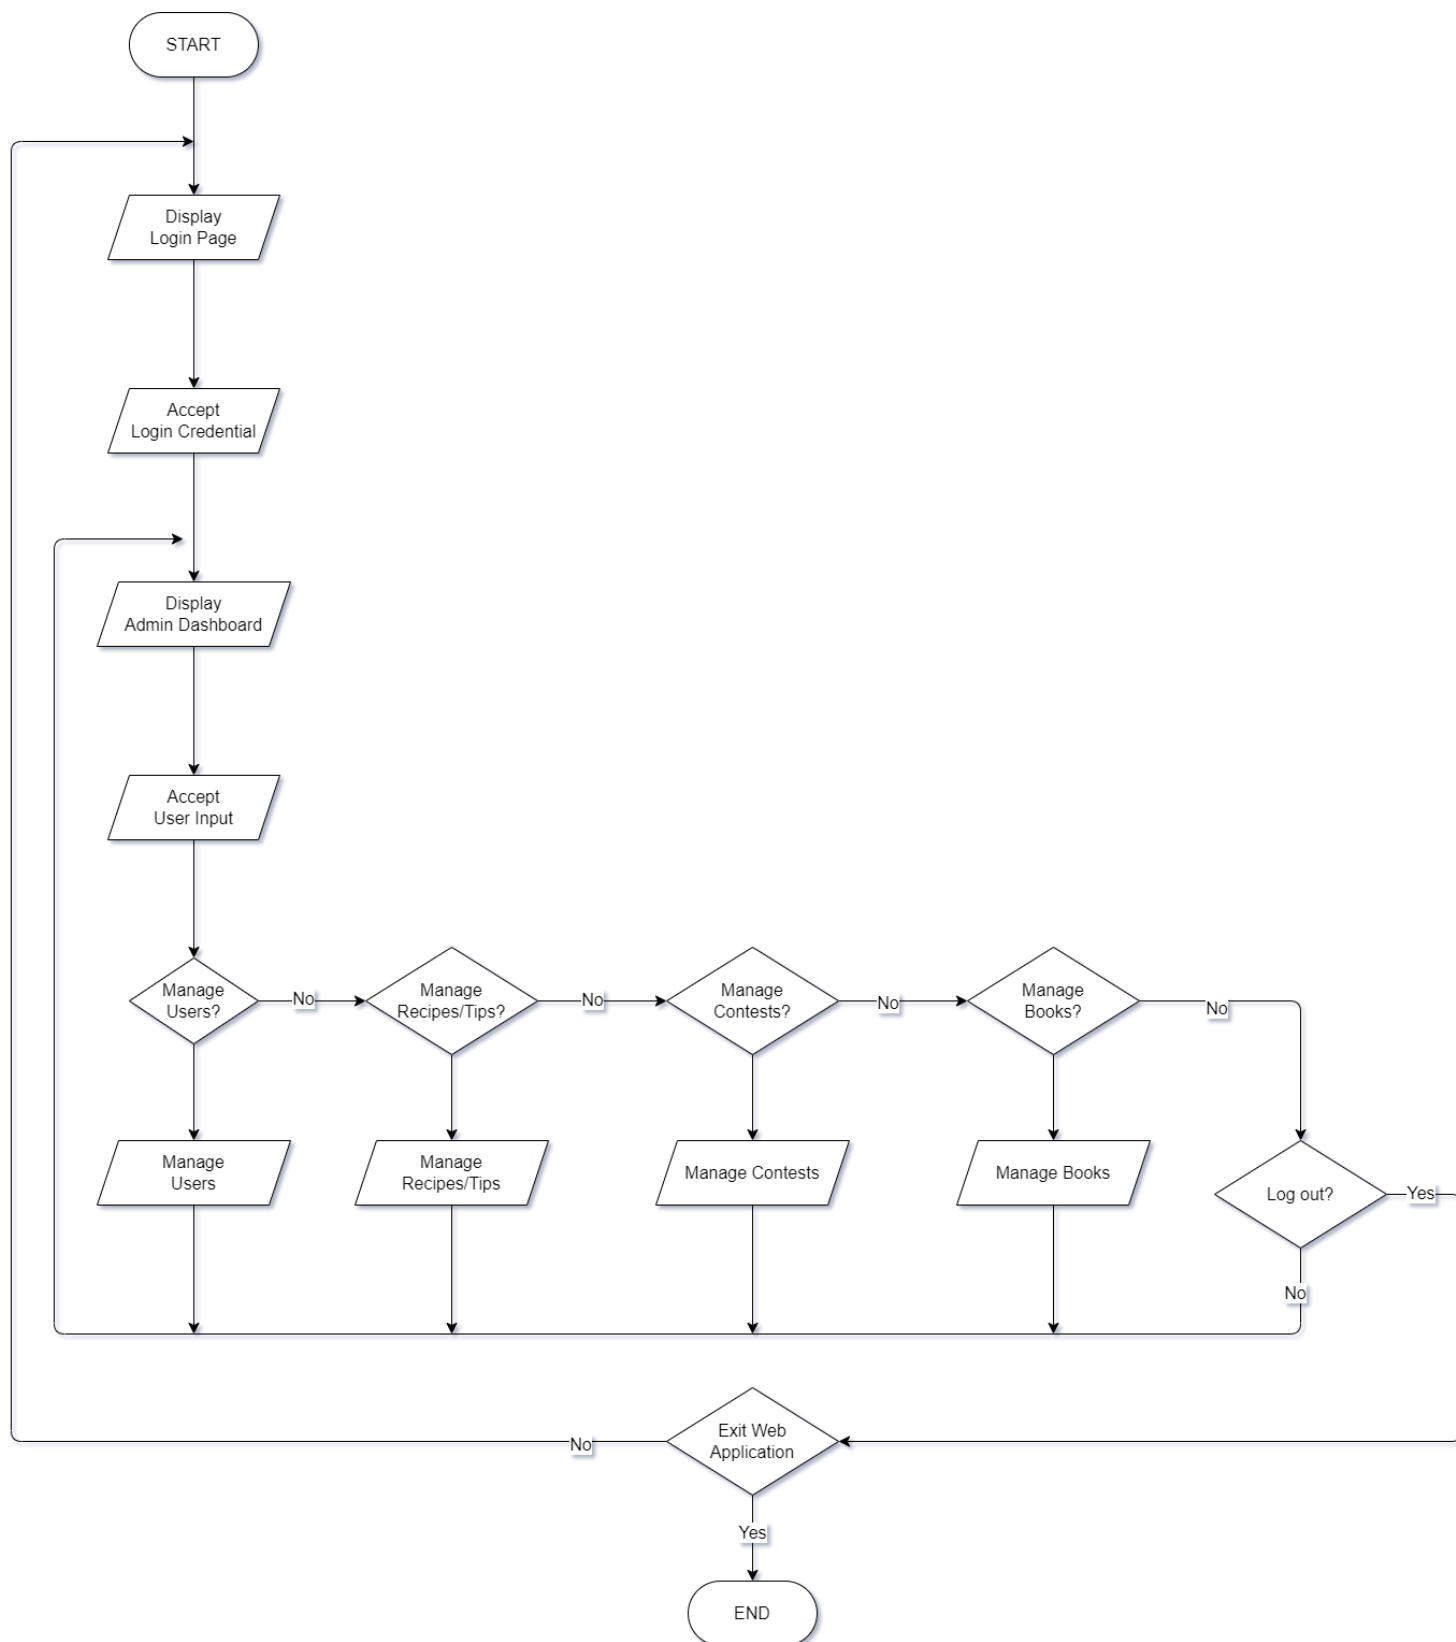 START
Display
Login Page
Accept
Login Credential
Display
Admin Dashboard
Accept
User Input
Manage
Users?
No
Manage
Recipes/Tips?
No
Manage
Contests?
No
Manage
Books?
No
Manage
Users
Manage
Recipes/Tips
Manage Contests
Manage Books
Log out?
Yes
No
Exit Web
Application
No
Yes
END